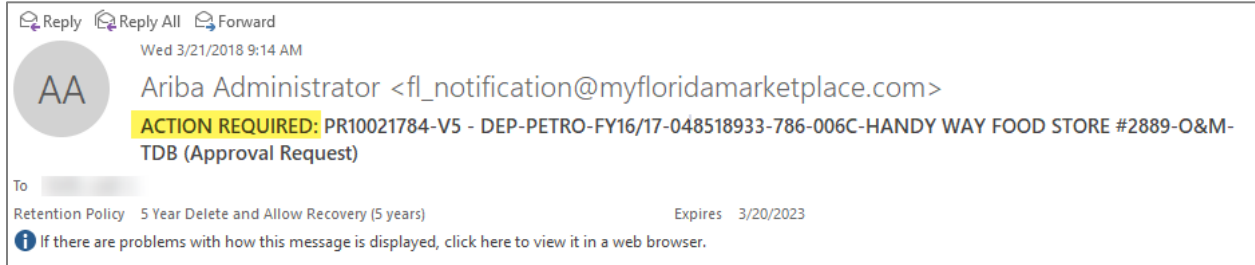 Reply Reply All Forward
Wed 3/21/2018 9:14 AM
AA
Ariba Administrator <fl_notification@myfloridamarketplace.com>
ACTION REQUIRED: PR10021784-V5 - DEP-PETRO-FY16/17-048518933-786-006C-HANDY WAY FOOD STORE #2889-O&M-
TDB (Approval Request)
To
Retention Policy 5 Year Delete and Allow Recovery (5 years) Expires 3/20/2023
If there are problems with how this message is displayed, click here to view it in a web browser.